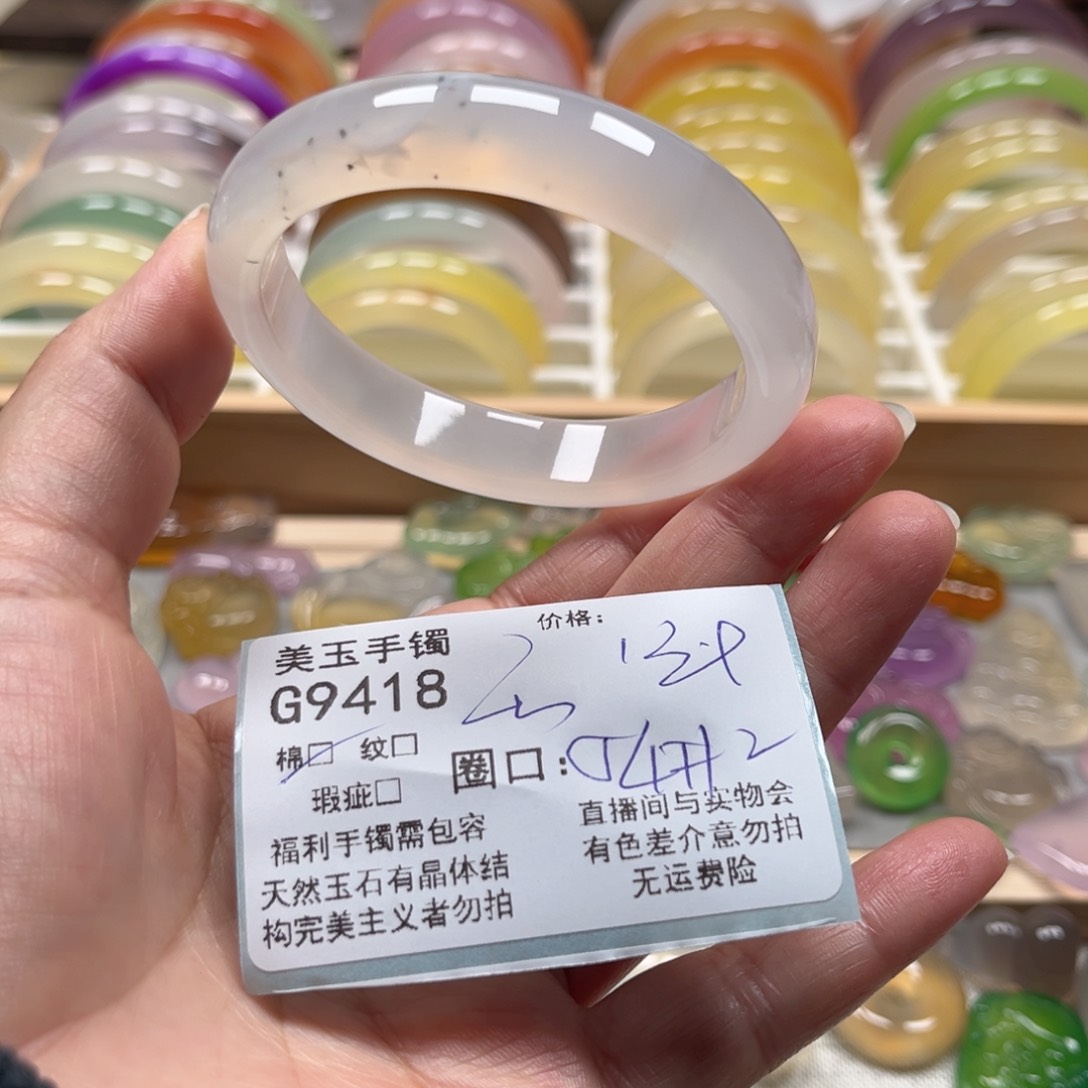 价格:
美玉手镯
G9418
棉□ 纹□
圈口:
瑕疵□
福利手镯需包容
天然玉石有晶体结
构完美主义者勿拍
直播间与实物会
有色差介意勿拍
无运费险